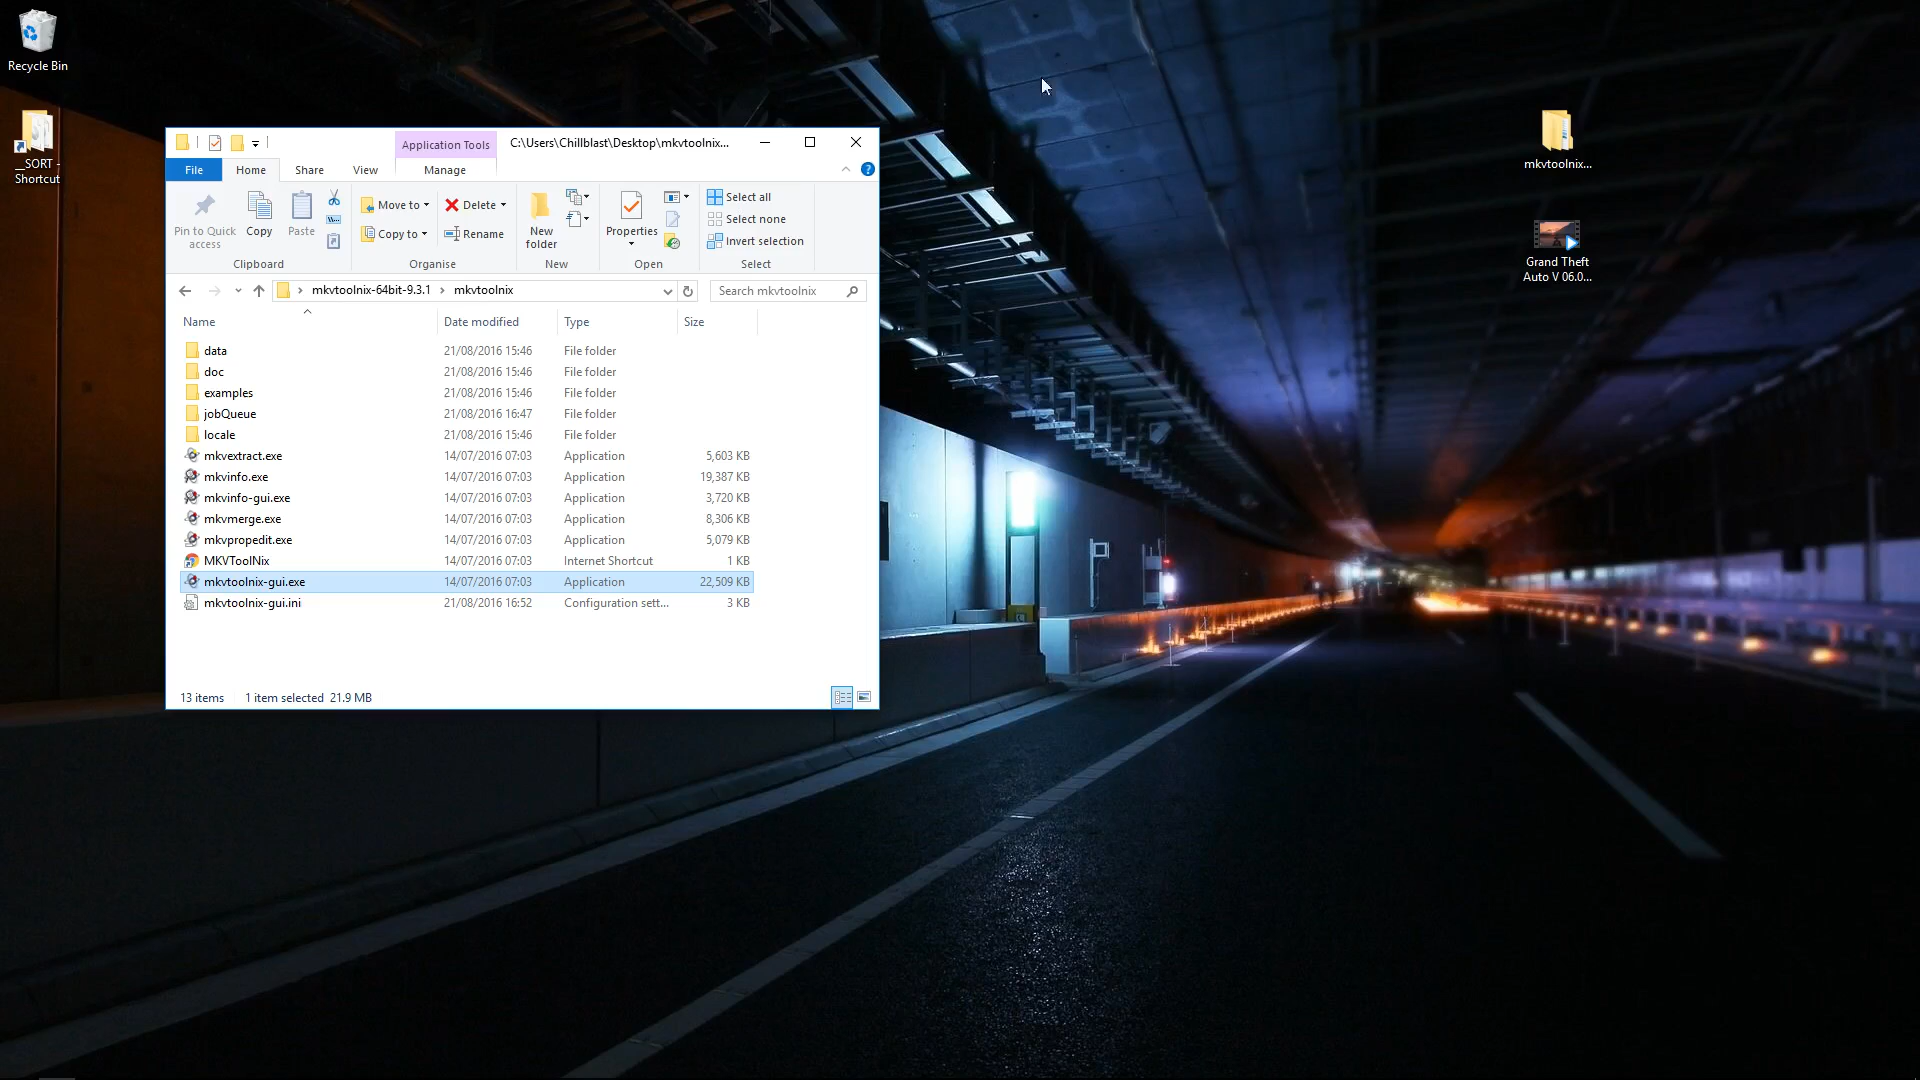 Recycle Bin
__SORT -
Shortcut
mkvtoolnix...
Grand Theft
Auto V 06.0...
Application Tools
C:\Users\Chillblast\Desktop\mkvtoolnix...
File
Home
Share
View
Manage
Pin to Quick
access
Copy
Paste
Clipboard
Move to
Copy to
Delete
Rename
Organise
New
folder
New
Properties
Open
Select all
Select none
Invert selection
Select
mkvtoolnix-64bit-9.3.1 > mkvtoolnix
Search mkvtoolnix
Name Date modified Type Size
data 21/08/2016 15:46 File folder
doc 21/08/2016 15:46 File folder
examples 21/08/2016 15:46 File folder
jobQueue 21/08/2016 16:47 File folder
locale 21/08/2016 15:46 File folder
mkvextract.exe 14/07/2016 07:03 Application 5,603 KB
mkvinfo.exe 14/07/2016 07:03 Application 19,387 KB
mkvinfo-gui.exe 14/07/2016 07:03 Application 3,720 KB
mkvmerge.exe 14/07/2016 07:03 Application 8,306 KB
mkvpropedit.exe 14/07/2016 07:03 Application 5,079 KB
MKVToolNix 14/07/2016 07:03 Internet Shortcut 1 KB
mkvtoolnix-gui.exe 14/07/2016 07:03 Application 22,509 KB
mkvtoolnix-gui.ini 21/08/2016 16:52 Configuration sett... 3 KB
13 items 1 item selected 21.9 MB